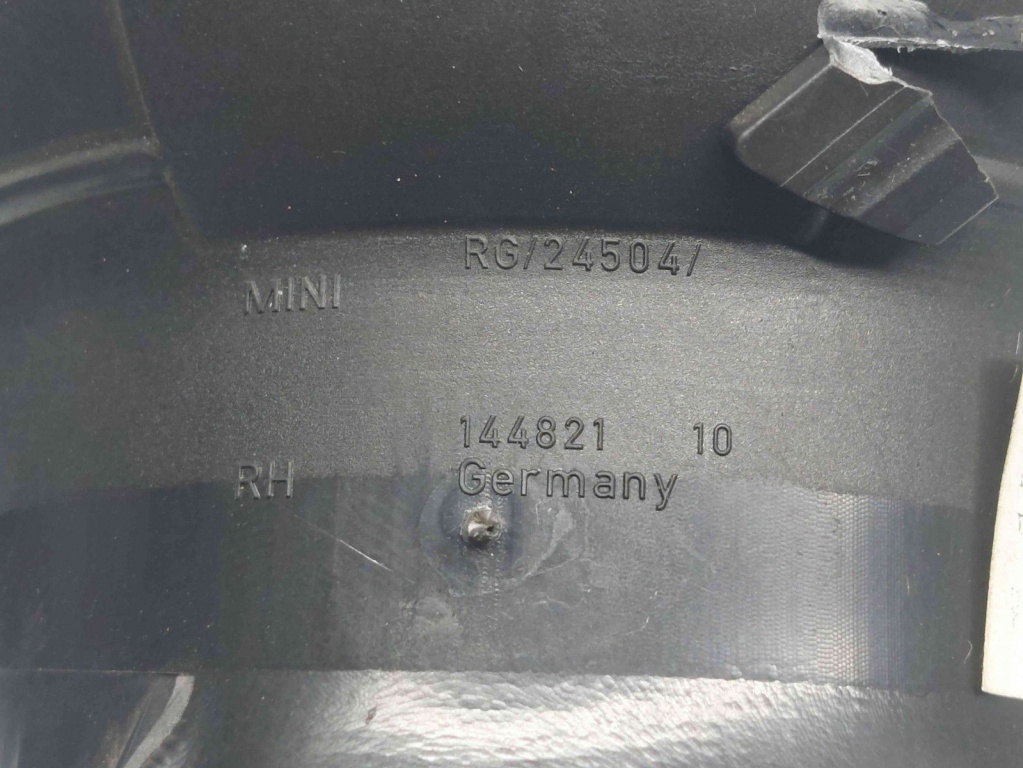 RG/24504/
MINI
144821 10
RH
Germany